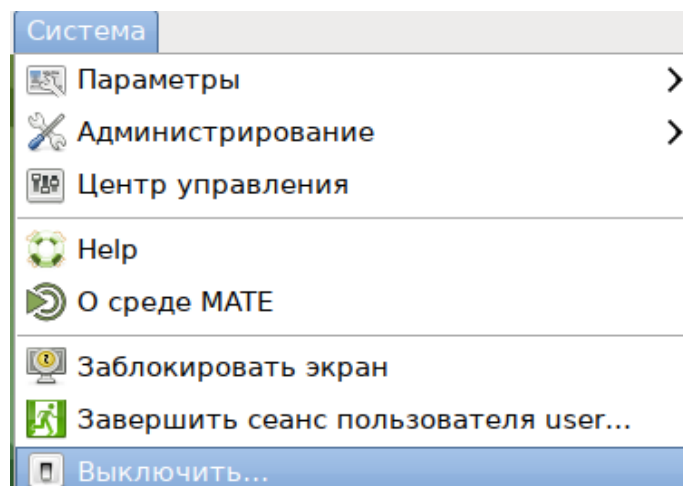 Система
Параметры
Администрирование
Центр управления
Help
О среде MATE
Заблокировать экран
Завершить сеанс пользователя user...
Выключить...